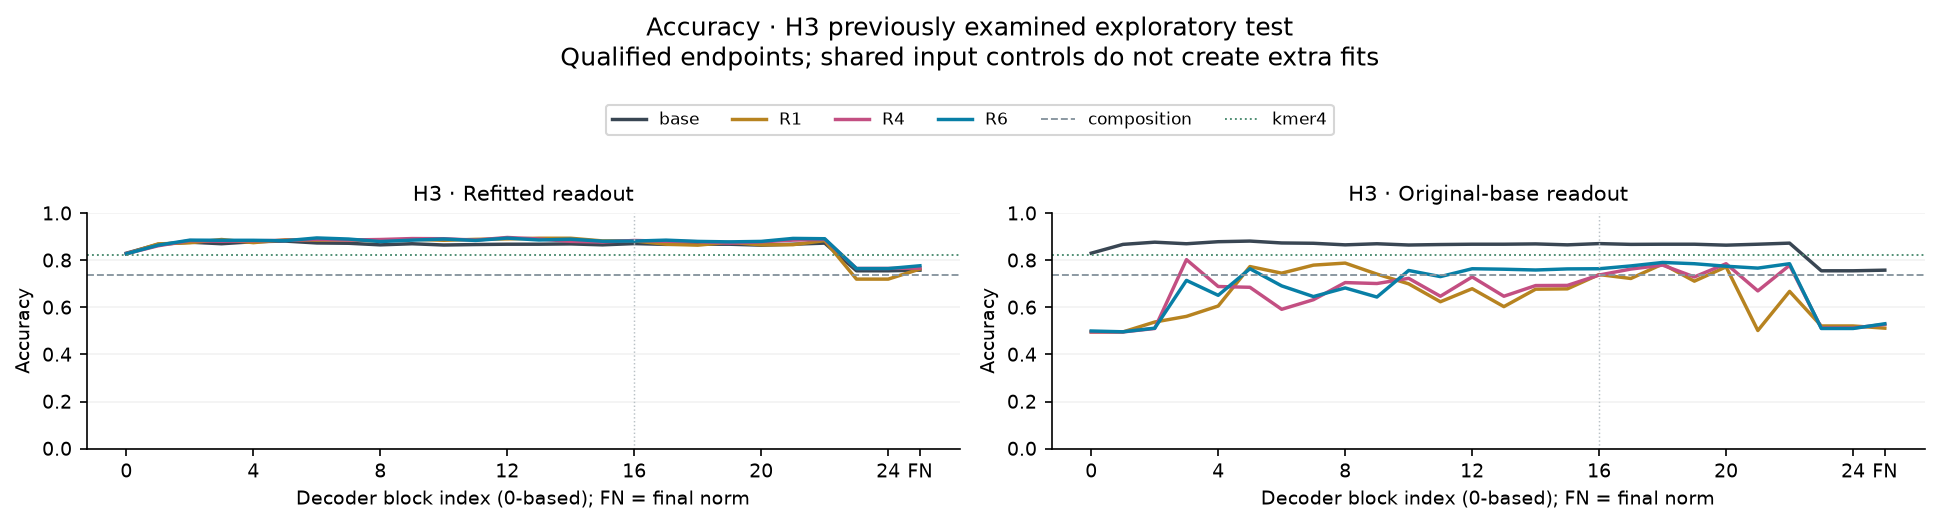 Accuracy · H3 previously examined exploratory test
Qualified endpoints; shared input controls do not create extra fits
base R1 R4 R6 composition kmer4
H3 · Refitted readout
1.0
0.8
0.6
0.4
0.2
0.0
Accuracy
0 4 8 12 16 20 24 FN
Decoder block index (0-based); FN = final norm
H3 · Original-base readout
1.0
0.8
0.6
0.4
0.2
0.0
Accuracy
0 4 8 12 16 20 24 FN
Decoder block index (0-based); FN = final norm